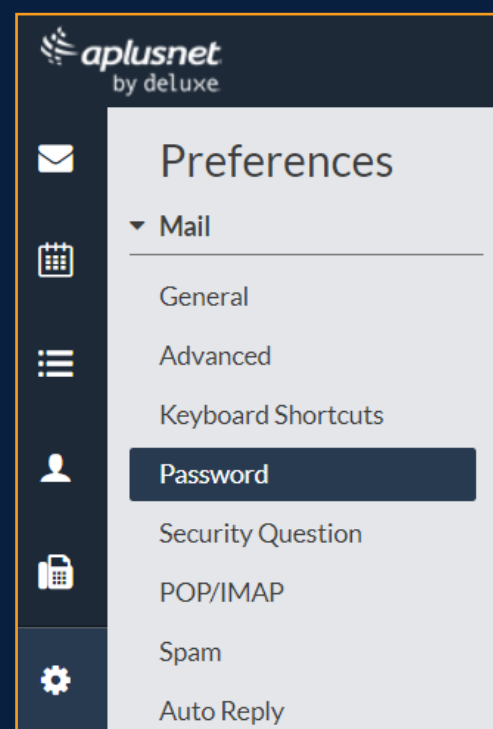 aplusnet
by deluxe
Preferences
Mail
General
Advanced
Keyboard Shortcuts
Password
Security Question
POP/IMAP
Spam
Auto Reply